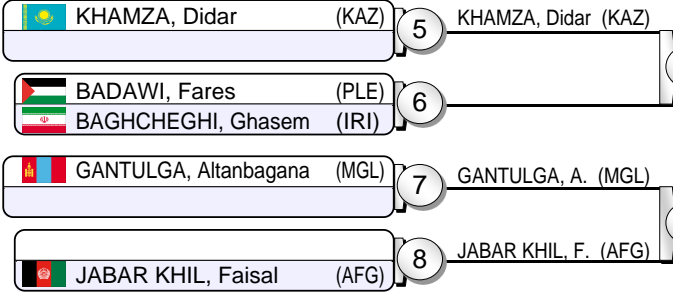 KHAMZA, Didar (KAZ)
5
KHAMZA, Didar (KAZ)
BADAWI, Fares (PLE)
6
BAGHCHEGHI, Ghasem (IRI)
GANTULGA, Altanbagana (MGL)
7
GANTULGA, A. (MGL)
8
JABAR KHIL, F. (AFG)
JABAR KHIL, Faisal (AFG)